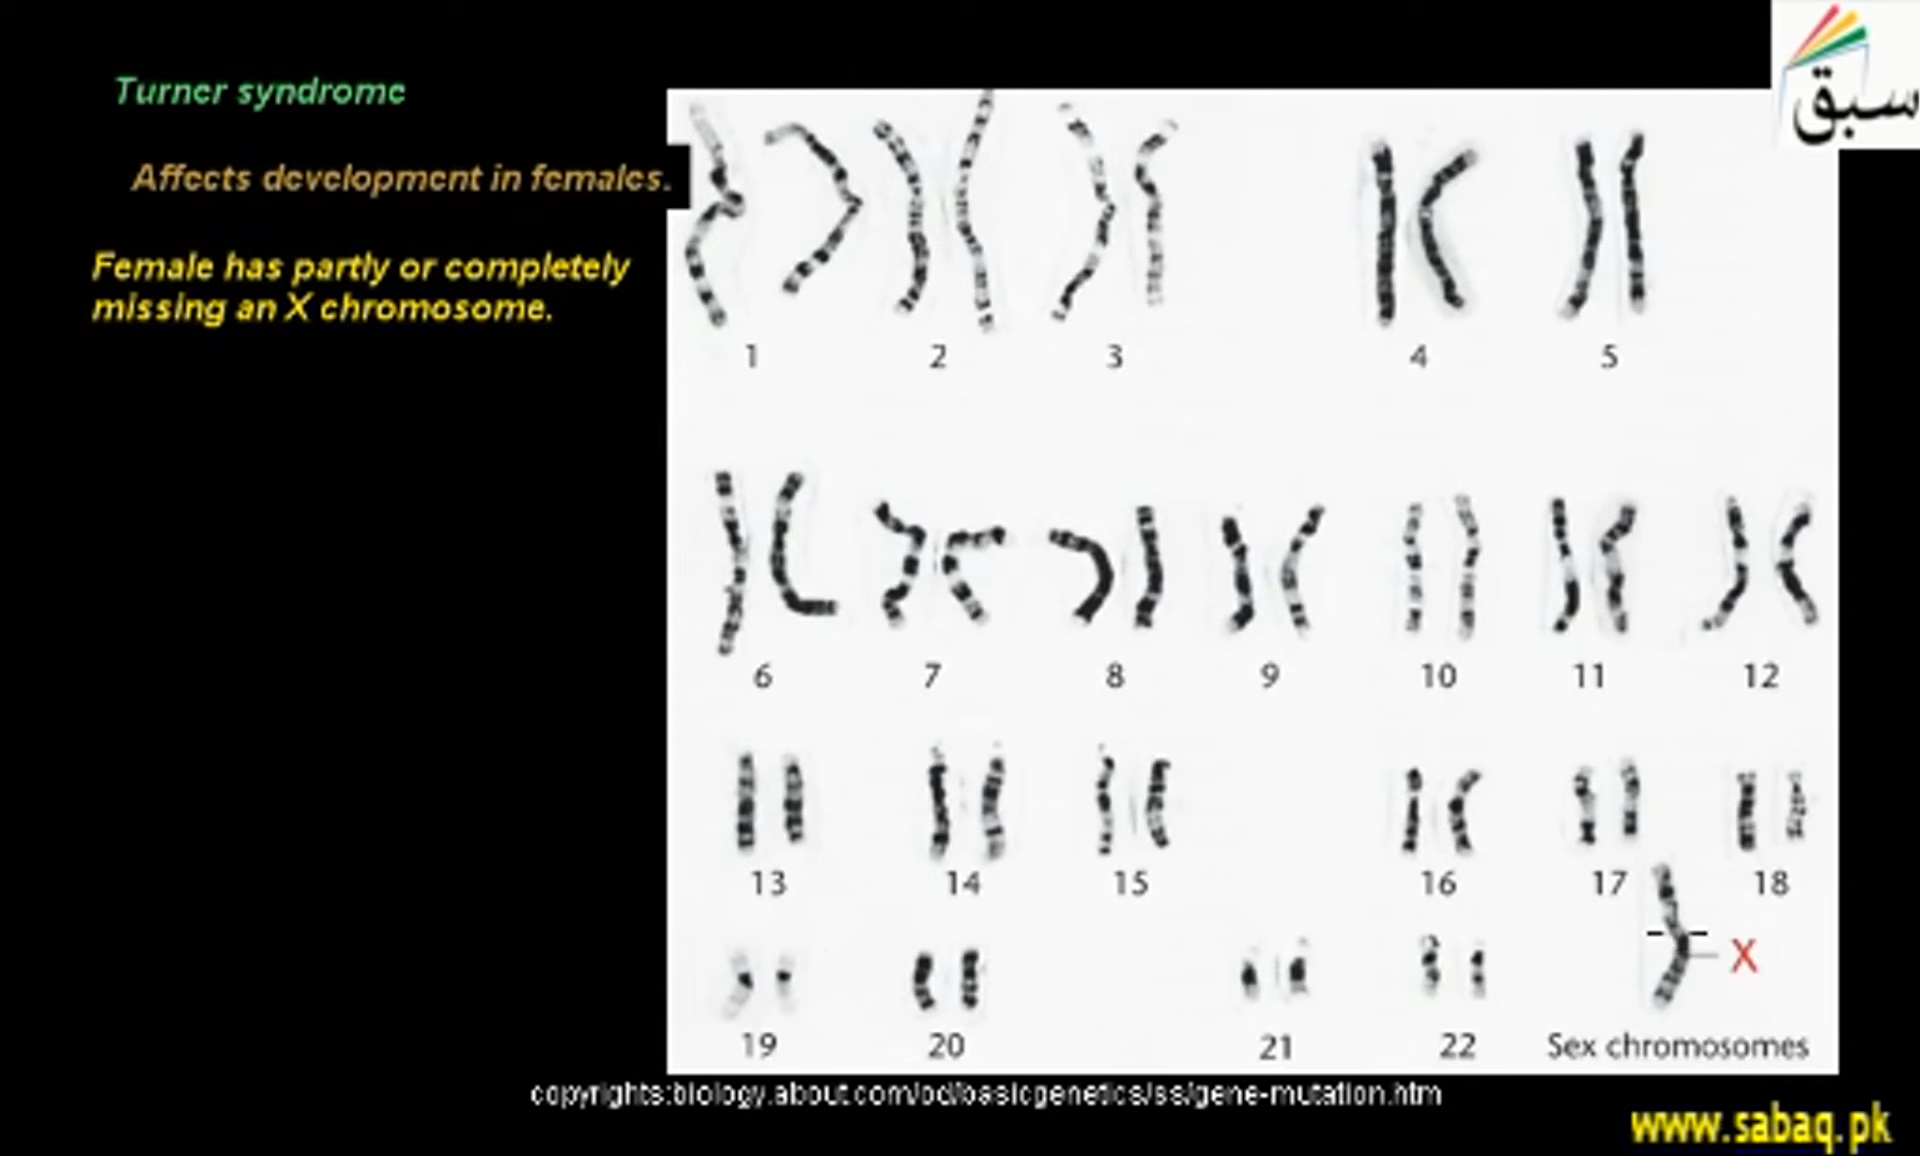 سبق
Turner syndrome
Affects development in females.
Female has partly or completely
missing an X chromosome.
1 2 3 4 5
6 7 8 9 10 11 12
13 14 15 16 17 18
X
19 20 21 22 Sex chromosomes
copyrights:biology.about.com/od/basicgenetics/ss/gene-mutation.htm
www.sabaq.pk